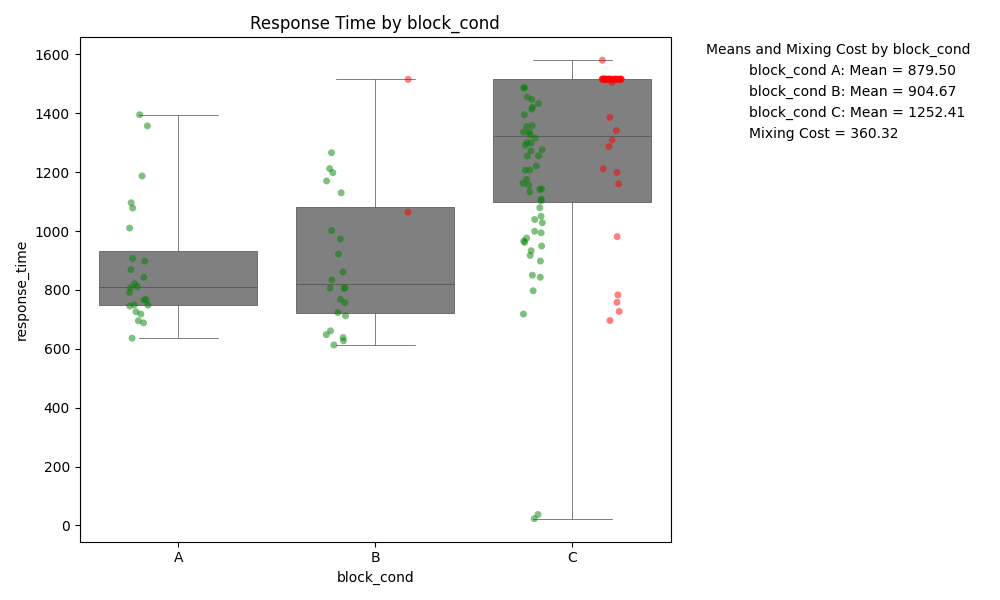 Response Time by block_cond
Means and Mixing Cost by block_cond
block_cond A: Mean = 879.50
block_cond B: Mean = 904.67
block_cond C: Mean = 1252.41
Mixing Cost = 360.32
response_time
1600
1400
1200
1000
800
600
400
200
0
A B C
block_cond